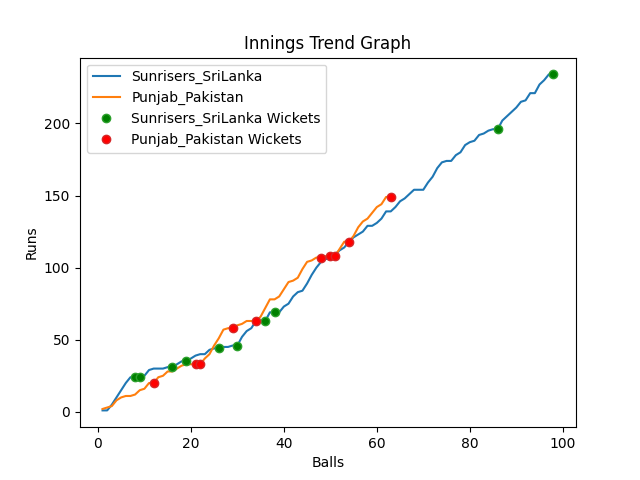 Innings Trend Graph
Sunrisers_SriLanka
Punjab_Pakistan
Sunrisers_SriLanka Wickets
Punjab_Pakistan Wickets
Runs
200
150
100
50
0
0 20 40 60 80 100
Balls